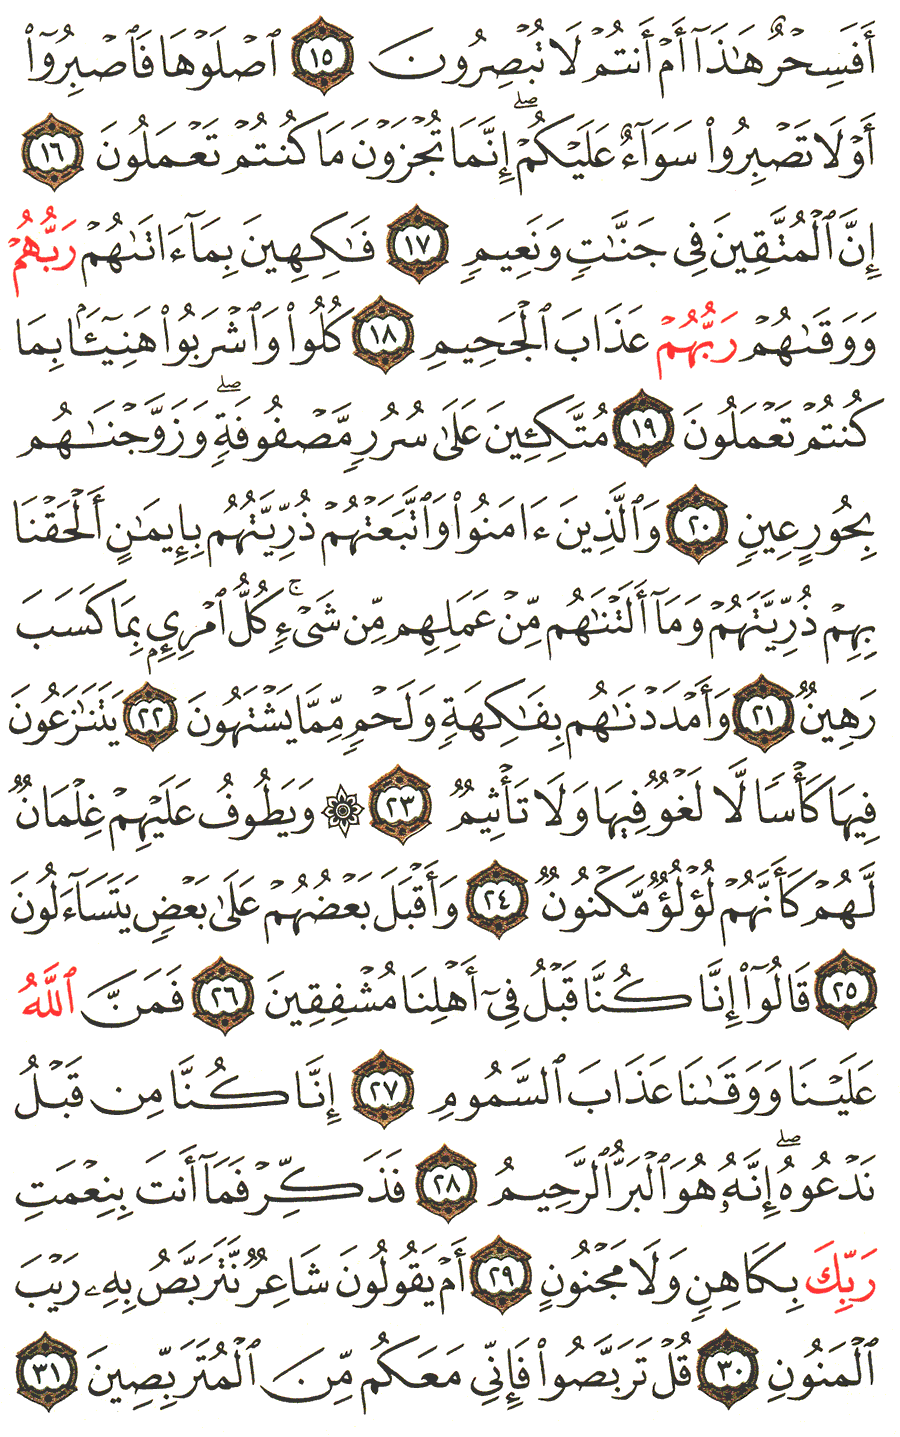 أَفَسِحْرٌ هَٰذَآ أَمْ أَنتُمْ لَا تُبْصِرُونَ ١٥ ٱصْلَوْهَا فَٱصْبِرُوٓا۟
أَوْ لَا تَصْبِرُوا۟ سَوَآءٌ عَلَيْكُمْ ۖ إِنَّمَا تُجْزَوْنَ مَا كُنتُمْ تَعْمَلُونَ ١٦
إِنَّ ٱلْمُتَّقِينَ فِى جَنَّٰتٍ وَنَعِيمٍ ١٧ فَٰكِهِينَ بِمَآ ءَاتَىٰهُمْ رَبُّهُمْ
وَوَقَىٰهُمْ رَبُّهُمْ عَذَابَ ٱلْجَحِيمِ ١٨ كُلُوا۟ وَٱشْرَبُوا۟ هَنِيٓـًٔۢا بِمَا
كُنتُمْ تَعْمَلُونَ ١٩ مُتَّكِـِٔينَ عَلَىٰ سُرُرٍ مَّصْفُوفَةٍ ۖ وَزَوَّجْنَٰهُم
بِحُورٍ عِينٍ ٢٠ وَٱلَّذِينَ ءَامَنُوا۟ وَٱتَّبَعَتْهُمْ ذُرِّيَّتُهُم بِإِيمَٰنٍ أَلْحَقْنَا
بِهِمْ ذُرِّيَّتَهُمْ وَمَآ أَلَتْنَٰهُم مِّنْ عَمَلِهِم مِّن شَىْءٍ ۚ كُلُّ ٱمْرِئٍۭ بِمَا كَسَبَ
رَهِينٌ ٢١ وَأَمْدَدْنَٰهُم بِفَٰكِهَةٍ وَلَحْمٍ مِّمَّا يَشْتَهُونَ ٢٢ يَتَنَٰزَعُونَ
فِيهَا كَأْسًا لَّا لَغْوٌ فِيهَا وَلَا تَأْثِيمٌ ٢٣ ۞ وَيَطُوفُ عَلَيْهِمْ غِلْمَانٌ
لَّهُمْ كَأَنَّهُمْ لُؤْلُؤٌ مَّكْنُونٌ ٢٤ وَأَقْبَلَ بَعْضُهُمْ عَلَىٰ بَعْضٍ يَتَسَآءَلُونَ
٢٥ قَالُوٓا۟ إِنَّا كُنَّا قَبْلُ فِىٓ أَهْلِنَا مُشْفِقِينَ ٢٦ فَمَنَّ ٱللَّهُ
عَلَيْنَا وَوَقَىٰنَا عَذَابَ ٱلسَّمُومِ ٢٧ إِنَّا كُنَّا مِن قَبْلُ
نَدْعُوهُ ۖ إِنَّهُۥ هُوَ ٱلْبَرُّ ٱلرَّحِيمُ ٢٨ فَذَكِّرْ فَمَآ أَنتَ بِنِعْمَتِ
رَبِّكَ بِكَاهِنٍ وَلَا مَجْنُونٍ ٢٩ أَمْ يَقُولُونَ شَاعِرٌ نَّتَرَبَّصُ بِهِۦ رَيْبَ
ٱلْمَنُونِ ٣٠ قُلْ تَرَبَّصُوا۟ فَإِنِّى مَعَكُم مِّنَ ٱلْمُتَرَبِّصِينَ ٣١